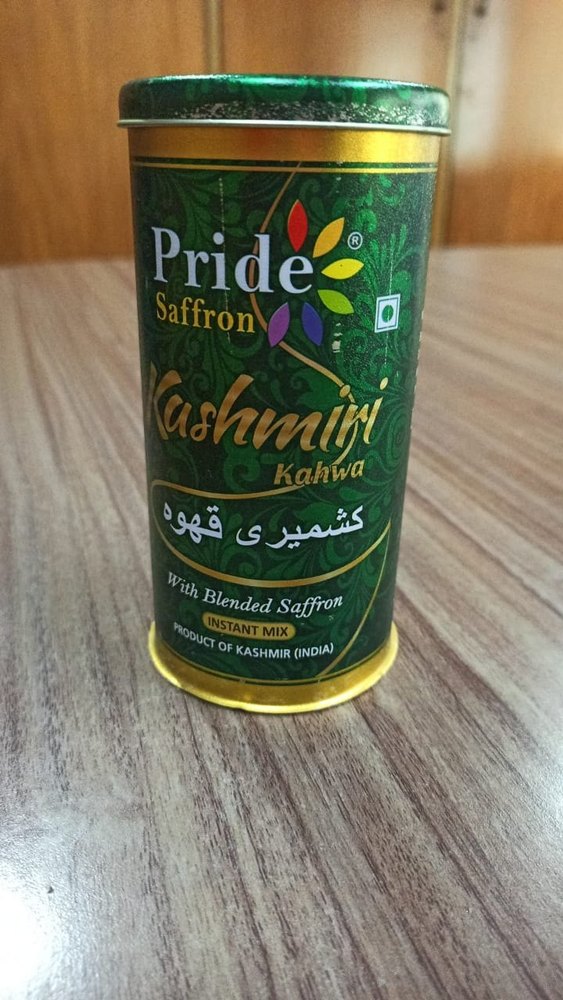 Pride ®
Saffron
Kashmiri
Kahwa
کشمیری قهوه
With Blended Saffron
INSTANT MIX
PRODUCT OF KASHMIR (INDIA)